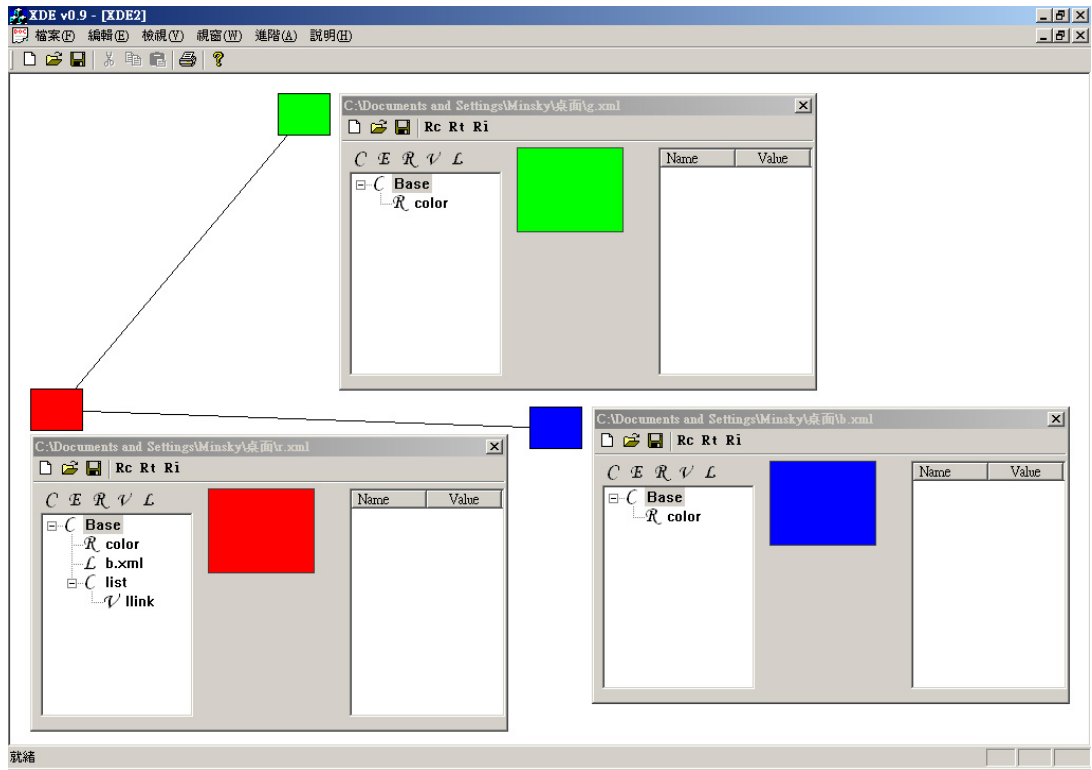 XDE v0.9 - [XDE2]
檔案(F) 編輯(E) 檢視(V) 視窗(W) 進階(A) 說明(H)
C:\Documents and Settings\Minsky\桌面\g.xml
Rc Rt Ri
C E R V L
Name Value
C Base
R color
C:\Documents and Settings\Minsky\桌面\r.xml
Rc Rt Ri
C E R V L
Name Value
C Base
R color
L b.xml
C list
V llink
C:\Documents and Settings\Minsky\桌面\b.xml
Rc Rt Ri
C E R V L
Name Value
C Base
R color
就緒